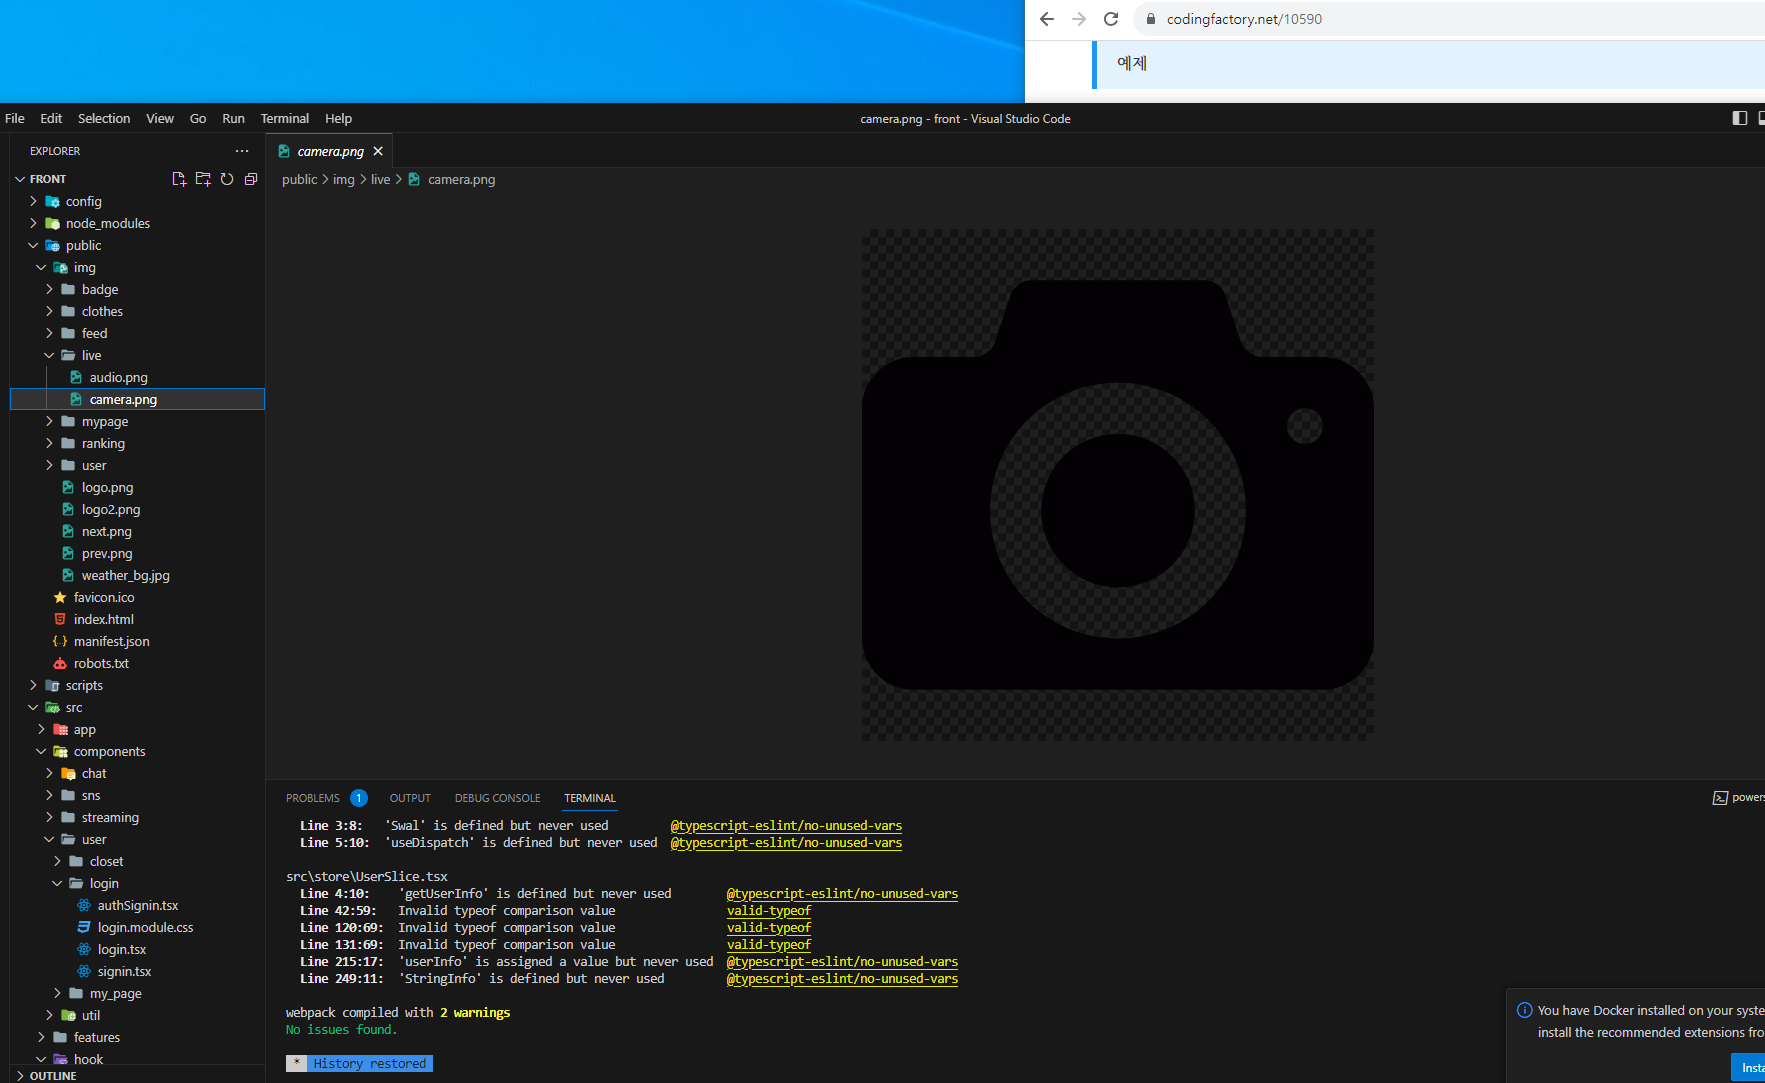 codingfactory.net/10590
예제
File Edit Selection View Go Run Terminal Help
camera.png - front - Visual Studio Code
EXPLORER
FRONT
config
node_modules
public
img
badge
clothes
feed
live
audio.png
camera.png
mypage
ranking
user
logo.png
logo2.png
next.png
prev.png
weather_bg.jpg
favicon.ico
index.html
manifest.json
robots.txt
scripts
src
app
components
chat
sns
streaming
user
closet
login
authSignin.tsx
login.module.css
login.tsx
signin.tsx
my_page
util
features
hook
OUTLINE
camera.png
public > img > live > camera.png
PROBLEMS 1 OUTPUT DEBUG CONSOLE TERMINAL
powers
Line 3:8: 'Swal' is defined but never used @typescript-eslint/no-unused-vars
Line 5:10: 'useDispatch' is defined but never used @typescript-eslint/no-unused-vars
src\store\UserSlice.tsx
Line 4:10: 'getUserInfo' is defined but never used @typescript-eslint/no-unused-vars
Line 42:59: Invalid typeof comparison value valid-typeof
Line 120:69: Invalid typeof comparison value valid-typeof
Line 131:69: Invalid typeof comparison value valid-typeof
Line 215:17: 'userInfo' is assigned a value but never used @typescript-eslint/no-unused-vars
Line 249:11: 'StringInfo' is defined but never used @typescript-eslint/no-unused-vars
webpack compiled with 2 warnings
No issues found.
* History restored
You have Docker installed on your syste
install the recommended extensions fro
Insta